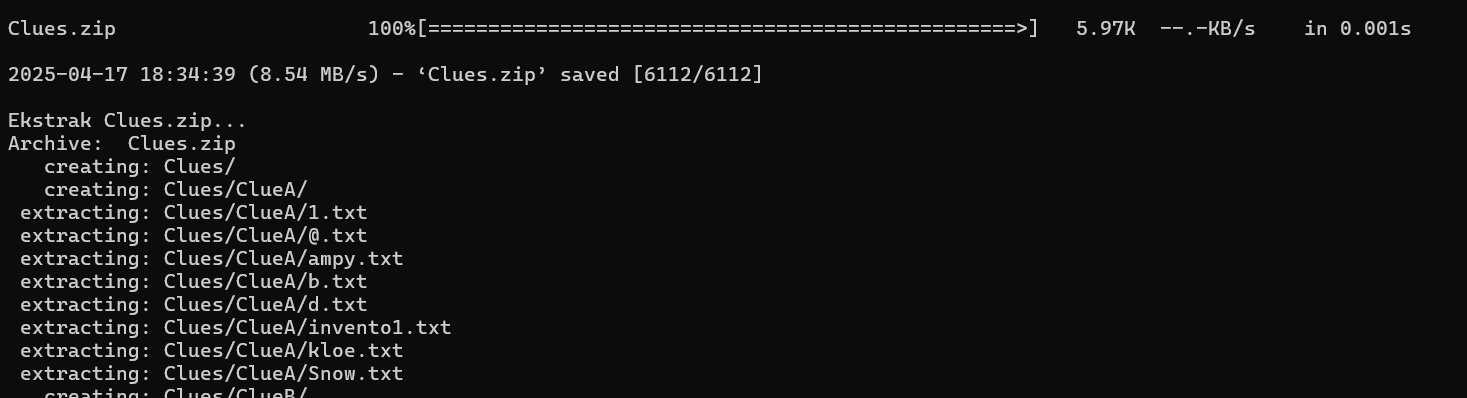 Clues.zip 100%[=================================================>] 5.97K --.-KB/s in 0.001s
2025-04-17 18:34:39 (8.54 MB/s) - ‘Clues.zip’ saved [6112/6112]
Ekstrak Clues.zip...
Archive:  Clues.zip
   creating: Clues/
   creating: Clues/ClueA/
 extracting: Clues/ClueA/1.txt
 extracting: Clues/ClueA/@.txt
 extracting: Clues/ClueA/ampy.txt
 extracting: Clues/ClueA/b.txt
 extracting: Clues/ClueA/d.txt
 extracting: Clues/ClueA/invento1.txt
 extracting: Clues/ClueA/kloe.txt
 extracting: Clues/ClueA/Snow.txt
   creating: Clues/ClueB/